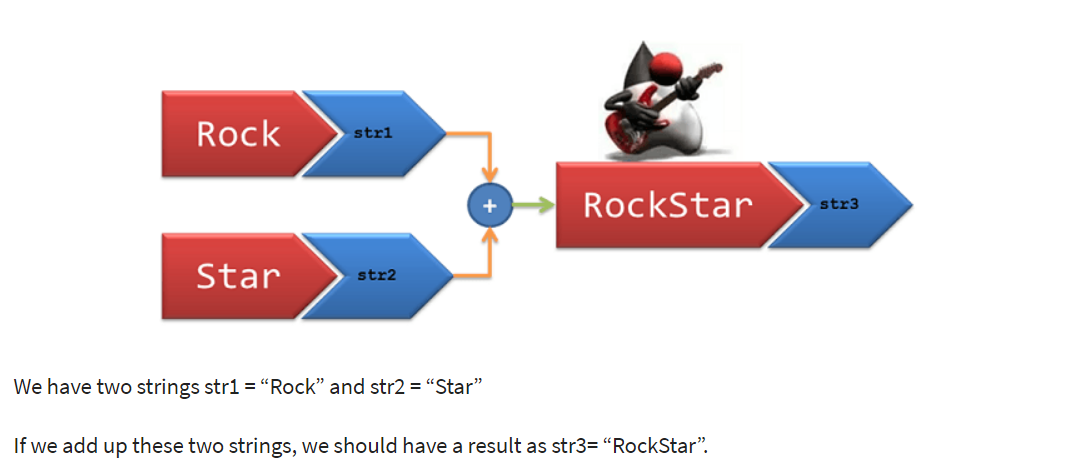 Rock
str1
+
RockStar
str3
Star
str2
We have two strings str1 = “Rock” and str2 = “Star”
If we add up these two strings, we should have a result as str3= “RockStar”.